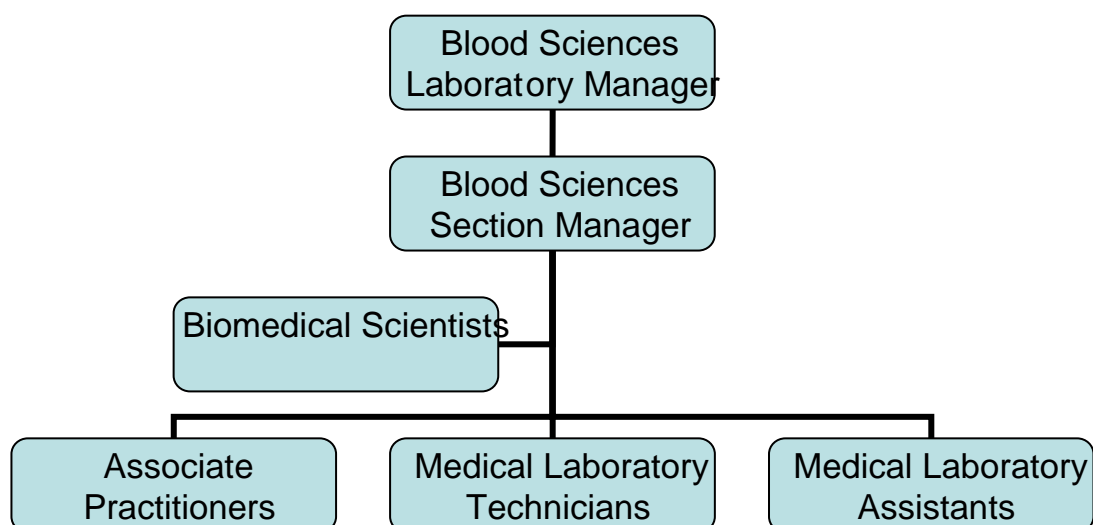 Blood Sciences
Laboratory Manager
Blood Sciences
Section Manager
Biomedical Scientists
Associate
Practitioners
Medical Laboratory
Technicians
Medical Laboratory
Assistants